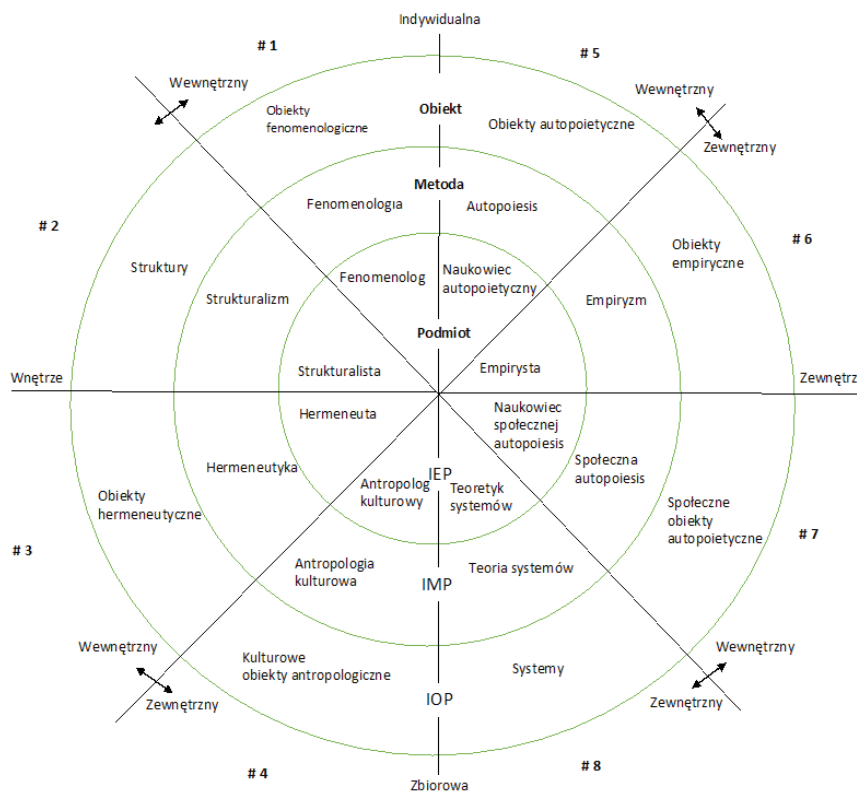 Indywidualna
# 1
# 5
Wewnętrzny
Wewnętrzny
Obiekty
fenomenologiczne
Obiekt
Obiekty autopoietyczne
Zewnętrzny
Metoda
Fenomenologia
Autopoiesis
# 2
# 6
Obiekty
empiryczne
Struktury
Fenomenolog
Naukowiec
autopoietyczny
Strukturalizm
Empiryzm
Podmiot
Strukturalista
Empirysta
Wnętrze
Zewnętrz
Hermeneuta
Naukowiec
społecznej
autopoiesis
Hermeneutyka
IEP
Społeczna
autopoiesis
Antropolog
kulturowy
Teoretyk
systemów
Obiekty
hermeneutyczne
Społeczne
obiekty
autopoietyczne
# 3
# 7
Antropologia
kulturowa
IMP
Teoria systemów
Wewnętrzny
Wewnętrzny
Kulturowe
obiekty antropologiczne
Systemy
Zewnętrzny
IOP
Zewnętrzny
# 4
# 8
Zbiorowa